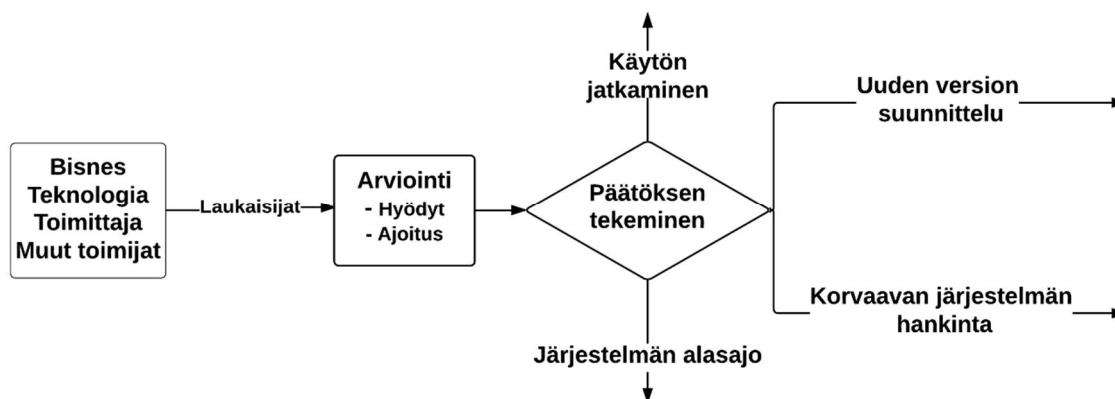 Bisnes
Teknologia
Toimittaja
Muut toimijat
Laukaisijat
Arviointi
- Hyödyt
- Ajoitus
Käytön
jatkaminen
Päätöksen
tekeminen
Järjestelmän alasajo
Uuden version
suunnittelu
Korvaavan järjestelmän
hankinta